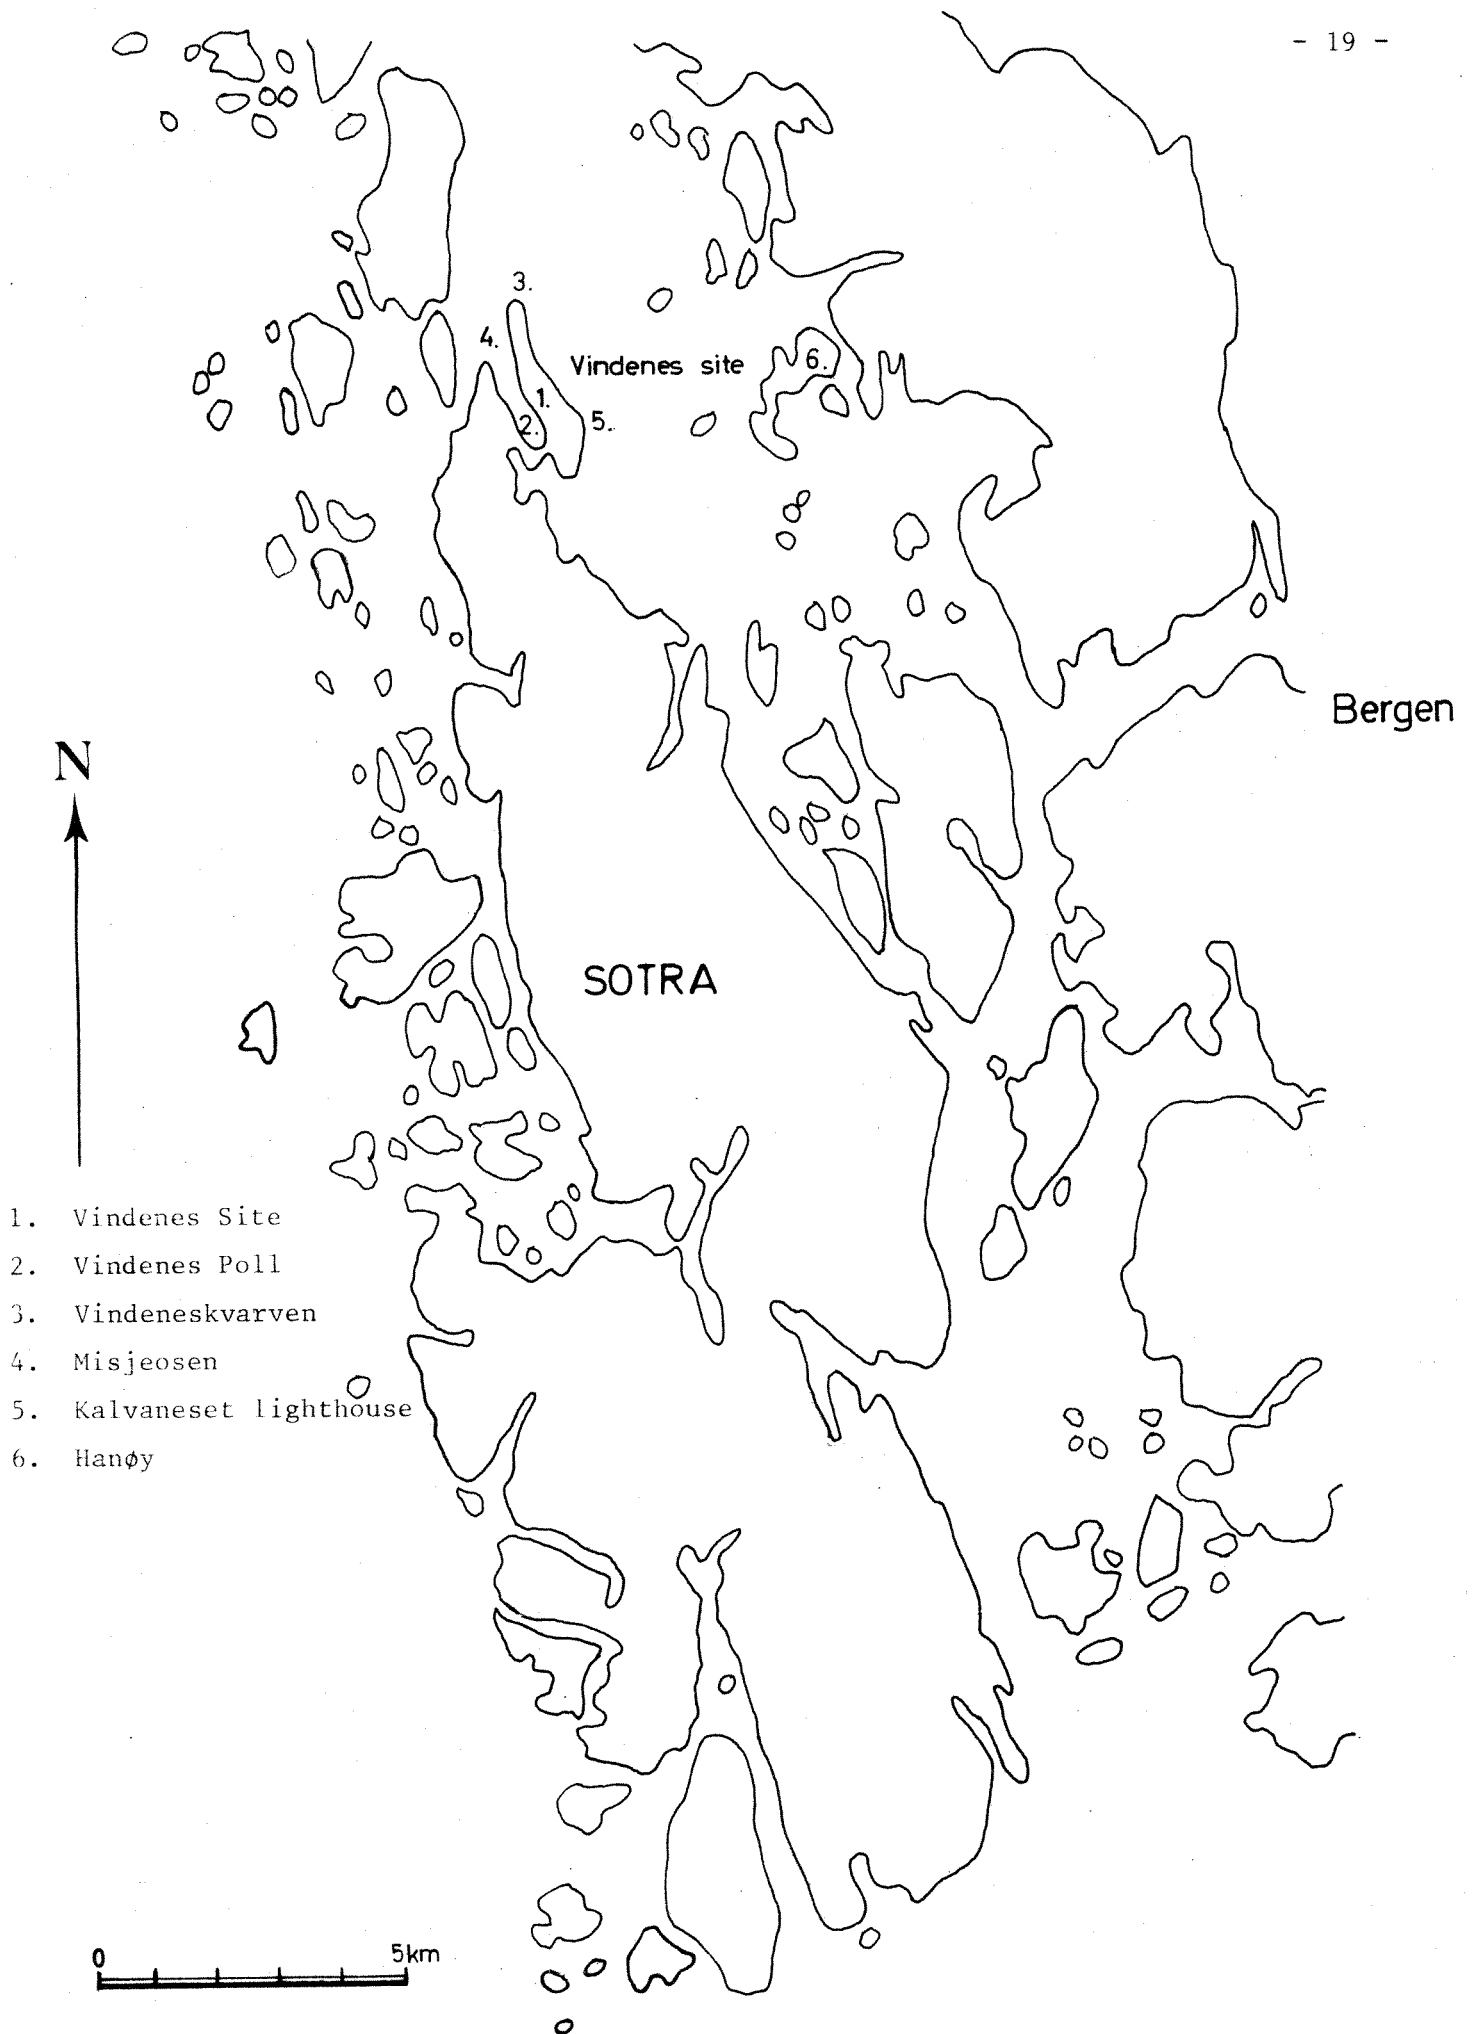 - 19 -
3.
4.
Vindenes site
6.
1.
5.
2.
Bergen
N
SOTRA
1. Vindenes Site
2. Vindenes Poll
3. Vindeneskvarven
4. Misjeosen
5. Kalvaneset lighthouse
6. Hanøy
0 5km